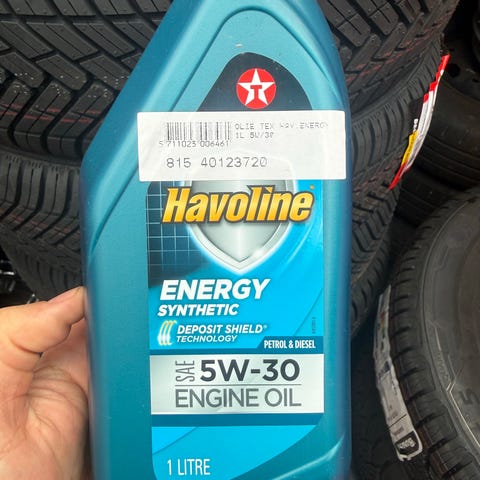 OLIE TEX HAV.ENERGY
1L 5W/30
5 711023 006461
815 40123720
Havoline
ENERGY
SYNTHETIC
DEPOSIT SHIELD®
TECHNOLOGY
PETROL & DIESEL
SAE 5W-30
ENGINE OIL
1 LITRE